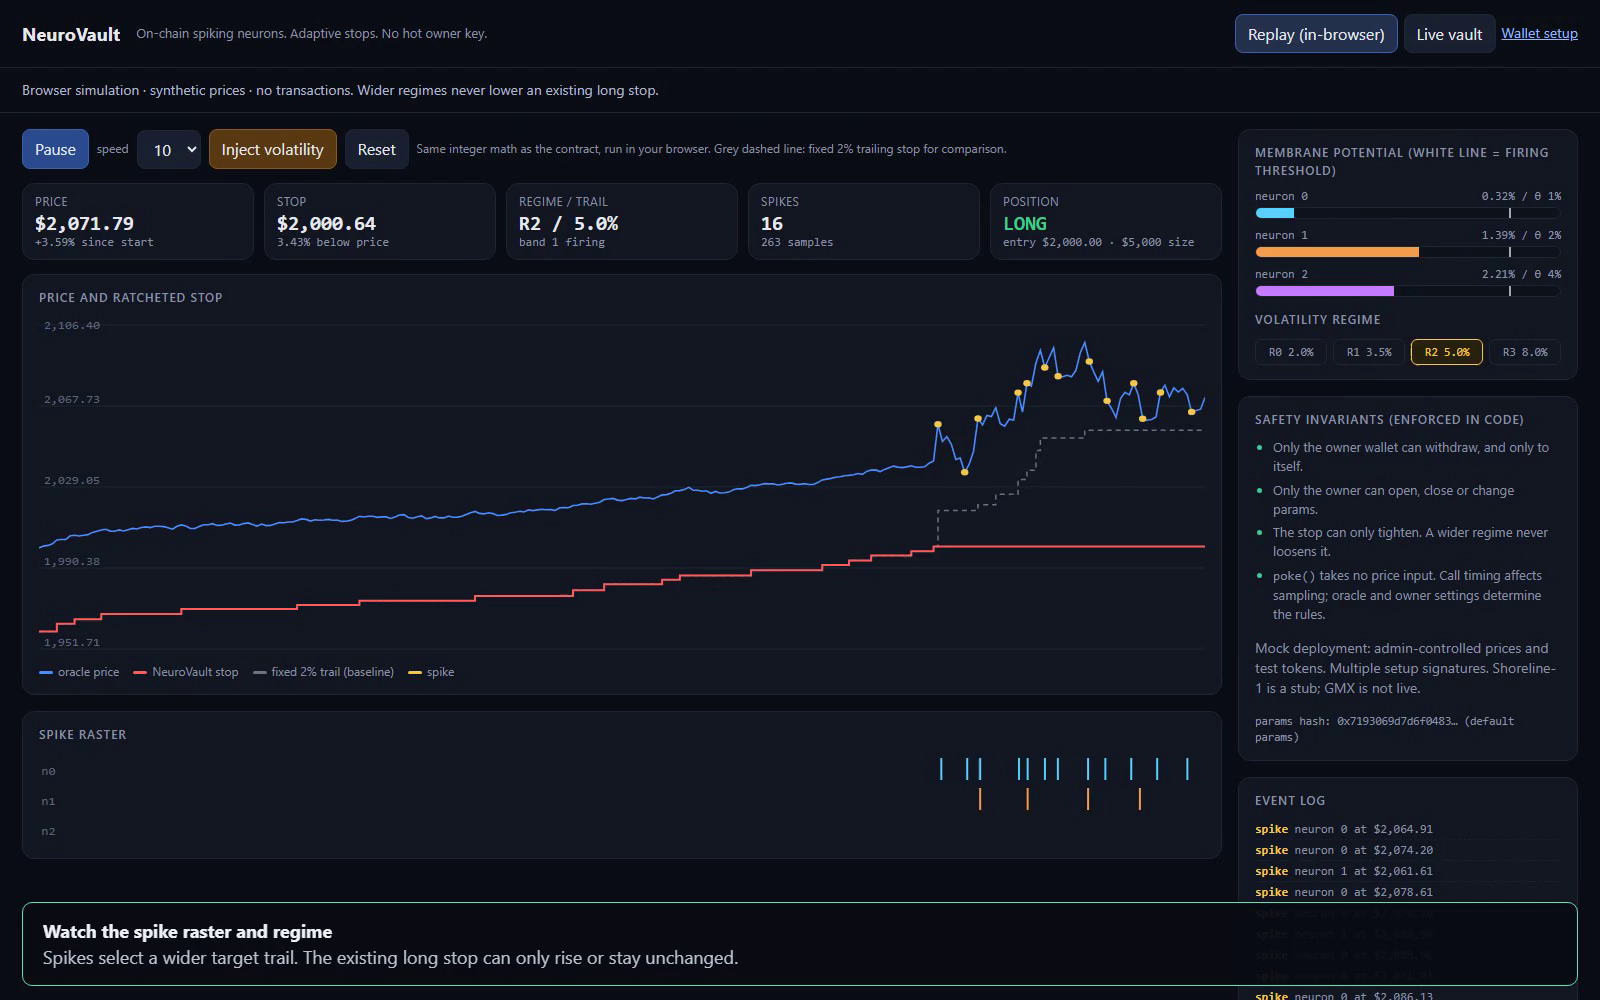 NeuroVault
On-chain spiking neurons. Adaptive stops. No hot owner key.
Replay (in-browser)
Live vault
Wallet setup
Browser simulation · synthetic prices · no transactions. Wider regimes never lower an existing long stop.
Pause
speed
10
Inject volatility
Reset
Same integer math as the contract, run in your browser. Grey dashed line: fixed 2% trailing stop for comparison.
PRICE
$2,071.79
+3.59% since start
STOP
$2,000.64
3.43% below price
REGIME / TRAIL
R2 / 5.0%
band 1 firing
SPIKES
16
263 samples
POSITION
LONG
entry $2,000.00 · $5,000 size
PRICE AND RATCHETED STOP
2,106.40
2,067.73
2,029.05
1,990.38
1,951.71
oracle price
NeuroVault stop
fixed 2% trail (baseline)
spike
SPIKE RASTER
n0
n1
n2
MEMBRANE POTENTIAL (WHITE LINE = FIRING
THRESHOLD)
neuron 0
0.32% / θ 1%
neuron 1
1.39% / θ 2%
neuron 2
2.21% / θ 4%
VOLATILITY REGIME
R0 2.0%
R1 3.5%
R2 5.0%
R3 8.0%
SAFETY INVARIANTS (ENFORCED IN CODE)
Only the owner wallet can withdraw, and only to
itself.
Only the owner can open, close or change
params.
The stop can only tighten. A wider regime never
loosens it.
poke() takes no price input. Call timing affects
sampling; oracle and owner settings determine
the rules.
Mock deployment: admin-controlled prices and
test tokens. Multiple setup signatures. Shoreline-
1 is a stub; GMX is not live.
params hash: 0x7193069d7d6f0483… (default
params)
EVENT LOG
spike neuron 0 at $2,064.91
spike neuron 0 at $2,074.20
spike neuron 1 at $2,061.61
spike neuron 0 at $2,078.61
spike neuron 0 at $2,086.13
Watch the spike raster and regime
Spikes select a wider target trail. The existing long stop can only rise or stay unchanged.